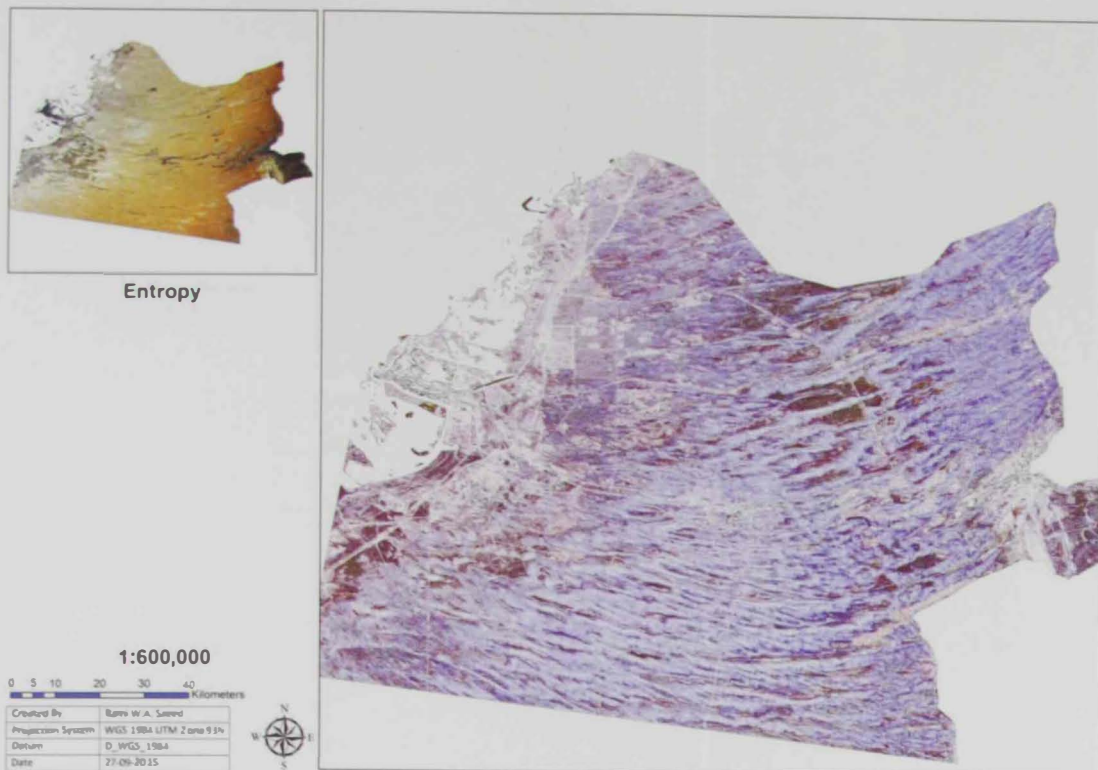 Entropy
1:600,000
0 5 10 20 30 40
Kilometers
Created By W.A. Saeed
Projection System WGS 1984 UTM
Datum D_WGS_1984
Date 27-09-2015
N
W E
S